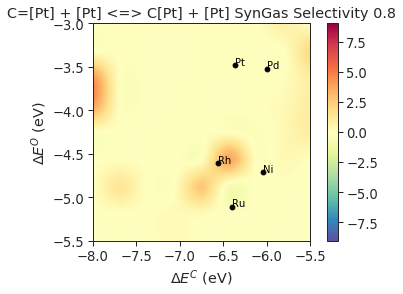 C=[Pt] + [Pt] <=> C[Pt] + [Pt] SynGas Selectivity 0.8
−3.0
−3.5
−4.0
−4.5
−5.0
−5.5
ΔE^O (eV)
Pt
Pd
Rh
Ni
Ru
−8.0 −7.5 −7.0 −6.5 −6.0 −5.5
ΔE^C (eV)
7.5
5.0
2.5
0.0
−2.5
−5.0
−7.5